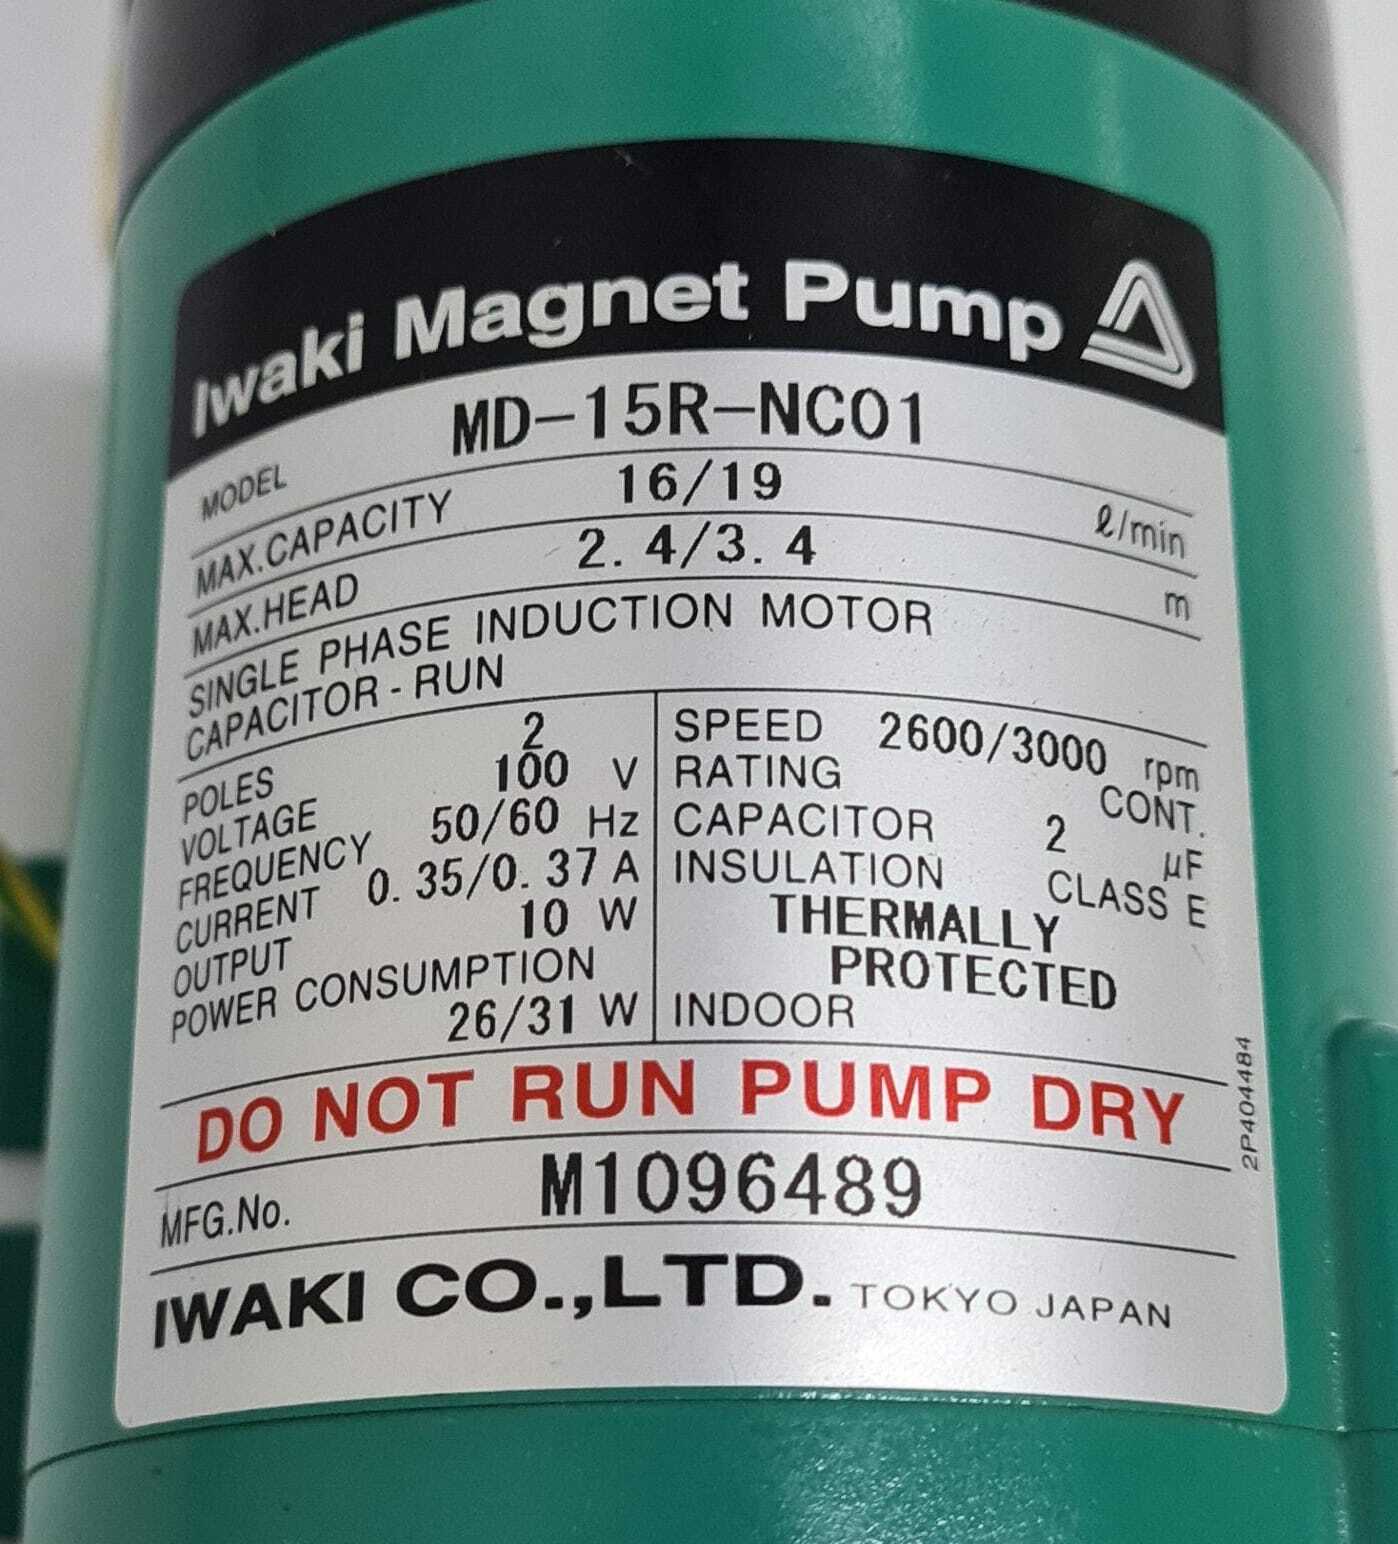 Iwaki Magnet Pump
MODEL MD-15R-NC01
MAX.CAPACITY 16/19 ℓ/min
MAX.HEAD 2.4/3.4 m
SINGLE PHASE INDUCTION MOTOR
CAPACITOR-RUN
POLES 2
VOLTAGE 100 V
FREQUENCY 50/60 Hz
CURRENT 0.35/0.37 A
OUTPUT 10 W
POWER CONSUMPTION
26/31 W
SPEED 2600/3000 rpm
RATING CONT.
CAPACITOR 2 µF
INSULATION CLASS E
THERMALLY
PROTECTED
INDOOR
DO NOT RUN PUMP DRY
MFG.No. M1096489
IWAKI CO.,LTD. TOKYO JAPAN
2P404484